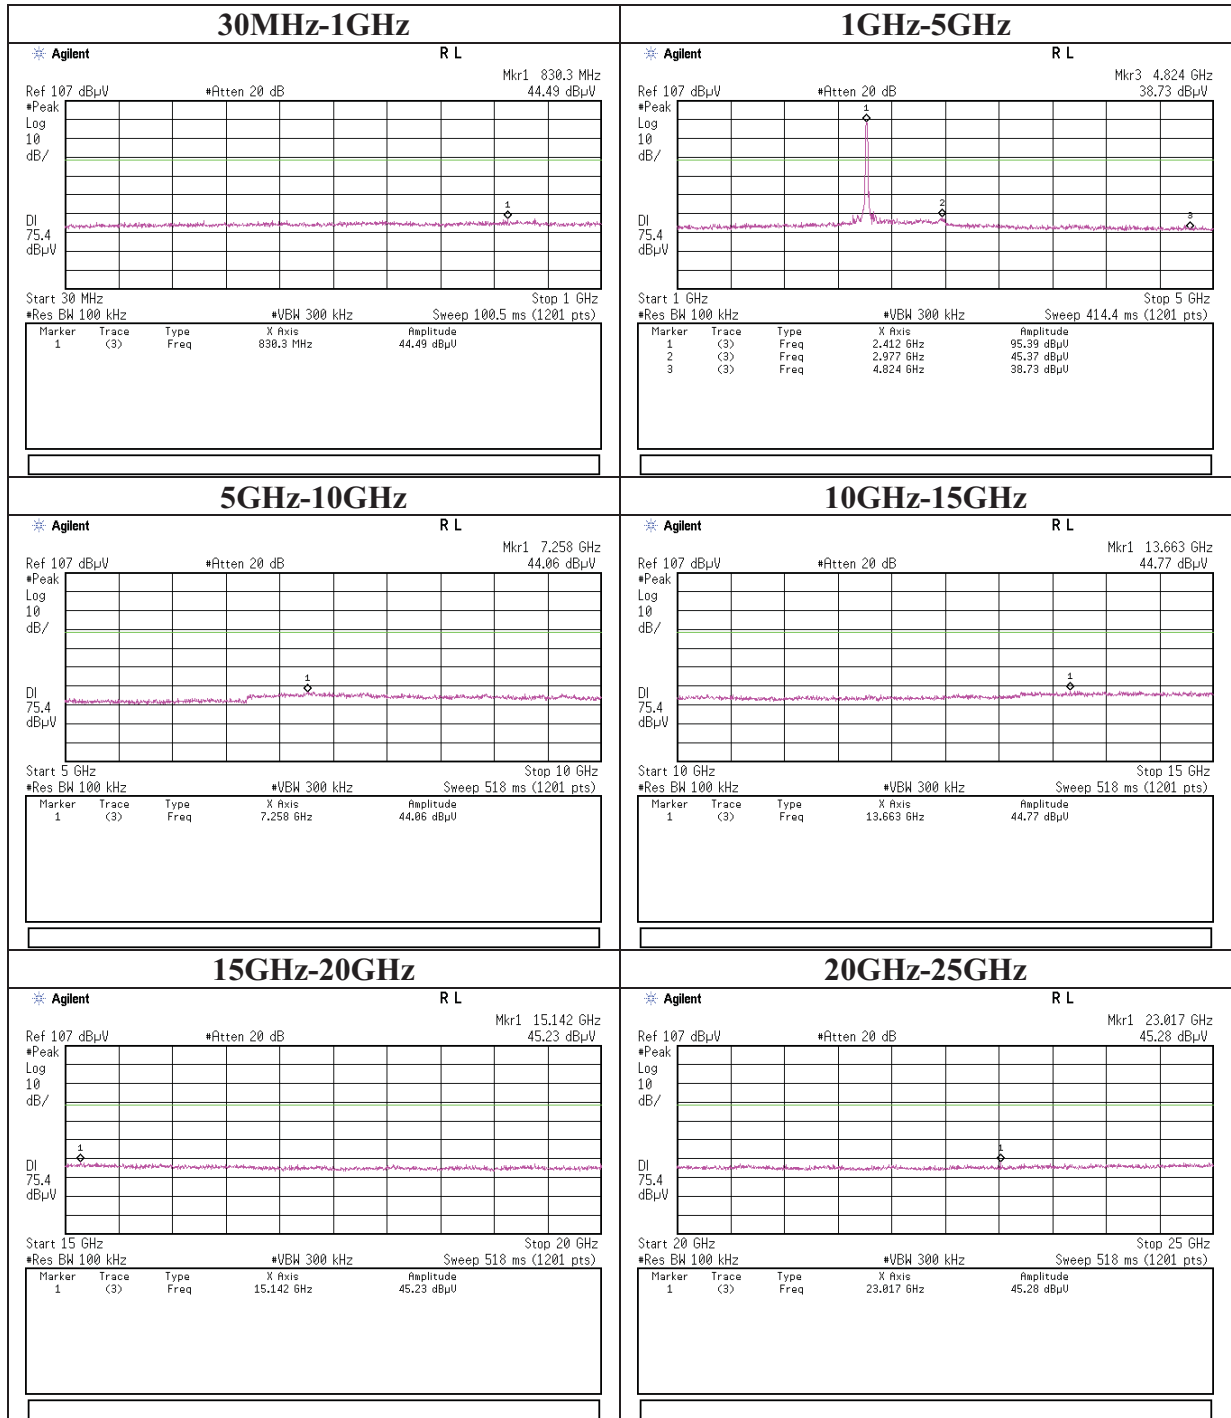 30MHz-1GHz
Agilent R L
Mkr1 830.3 MHz
Ref 107 dBµV #Atten 20 dB 44.49 dBµV
#Peak
Log
10
dB/
1
DI
75.4
dBµV
Start 30 MHz Stop 1 GHz
#Res BW 100 kHz #VBW 300 kHz Sweep 100.5 ms (1201 pts)
Marker Trace Type X Axis Amplitude
1 (3) Freq 830.3 MHz 44.49 dBµV
1GHz-5GHz
Agilent R L
Mkr3 4.824 GHz
Ref 107 dBµV #Atten 20 dB 38.73 dBµV
#Peak
Log
10
dB/
1
2
3
DI
75.4
dBµV
Start 1 GHz Stop 5 GHz
#Res BW 100 kHz #VBW 300 kHz Sweep 414.4 ms (1201 pts)
Marker Trace Type X Axis Amplitude
1 (3) Freq 2.412 GHz 95.39 dBµV
2 (3) Freq 2.977 GHz 45.37 dBµV
3 (3) Freq 4.824 GHz 38.73 dBµV
5GHz-10GHz
Agilent R L
Mkr1 7.258 GHz
Ref 107 dBµV #Atten 20 dB 44.06 dBµV
#Peak
Log
10
dB/
1
DI
75.4
dBµV
Start 5 GHz Stop 10 GHz
#Res BW 100 kHz #VBW 300 kHz Sweep 518 ms (1201 pts)
Marker Trace Type X Axis Amplitude
1 (3) Freq 7.258 GHz 44.06 dBµV
10GHz-15GHz
Agilent R L
Mkr1 13.663 GHz
Ref 107 dBµV #Atten 20 dB 44.77 dBµV
#Peak
Log
10
dB/
1
DI
75.4
dBµV
Start 10 GHz Stop 15 GHz
#Res BW 100 kHz #VBW 300 kHz Sweep 518 ms (1201 pts)
Marker Trace Type X Axis Amplitude
1 (3) Freq 13.663 GHz 44.77 dBµV
15GHz-20GHz
Agilent R L
Mkr1 15.142 GHz
Ref 107 dBµV #Atten 20 dB 45.23 dBµV
#Peak
Log
10
dB/
1
DI
75.4
dBµV
Start 15 GHz Stop 20 GHz
#Res BW 100 kHz #VBW 300 kHz Sweep 518 ms (1201 pts)
Marker Trace Type X Axis Amplitude
1 (3) Freq 15.142 GHz 45.23 dBµV
20GHz-25GHz
Agilent R L
Mkr1 23.017 GHz
Ref 107 dBµV #Atten 20 dB 45.28 dBµV
#Peak
Log
10
dB/
1
DI
75.4
dBµV
Start 20 GHz Stop 25 GHz
#Res BW 100 kHz #VBW 300 kHz Sweep 518 ms (1201 pts)
Marker Trace Type X Axis Amplitude
1 (3) Freq 23.017 GHz 45.28 dBµV